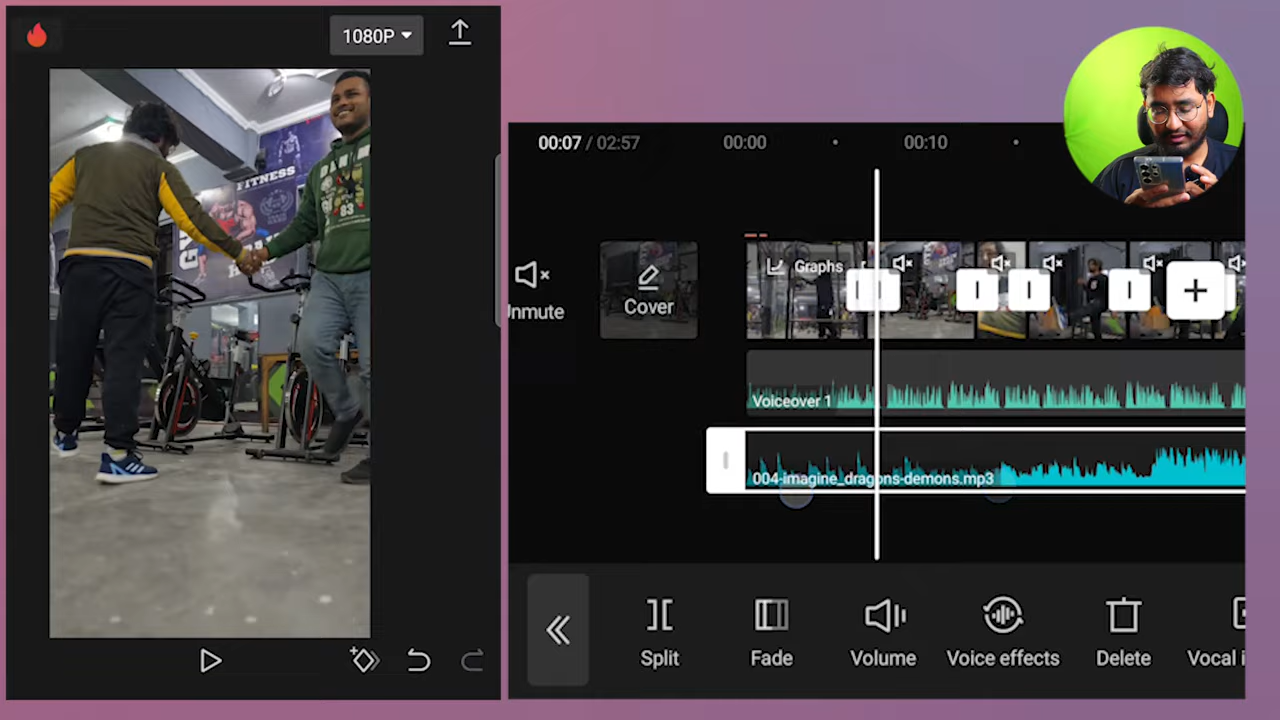 1080P
FITNESS
83
00:07 / 02:57
00:00
00:10
Unmute
Cover
Graphs
Voiceover 1
004-imagine_dragons-demons.mp3
Split
Fade
Volume
Voice effects
Delete
Vocal i